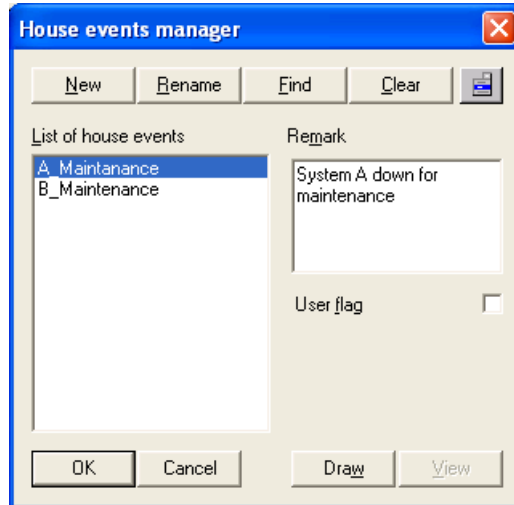 House events manager
New Rename Find Clear
List of house events
Remark
A_Maintanance
B_Maintenance
System A down for
maintenance
User flag
OK Cancel Draw View